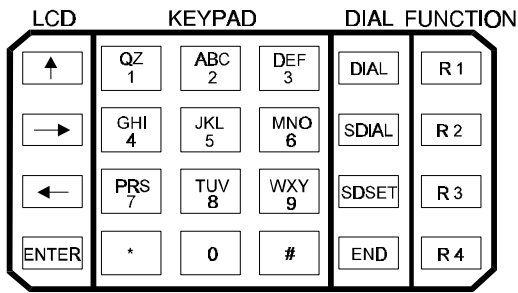 LCD KEYPAD DIAL FUNCTION
QZ ABC DEF DIAL R 1
1 2 3
GHI JKL MNO SDIAL R 2
4 5 6
PRS TUV WXY SDSET R 3
7 8 9
ENTER * 0 # END R 4